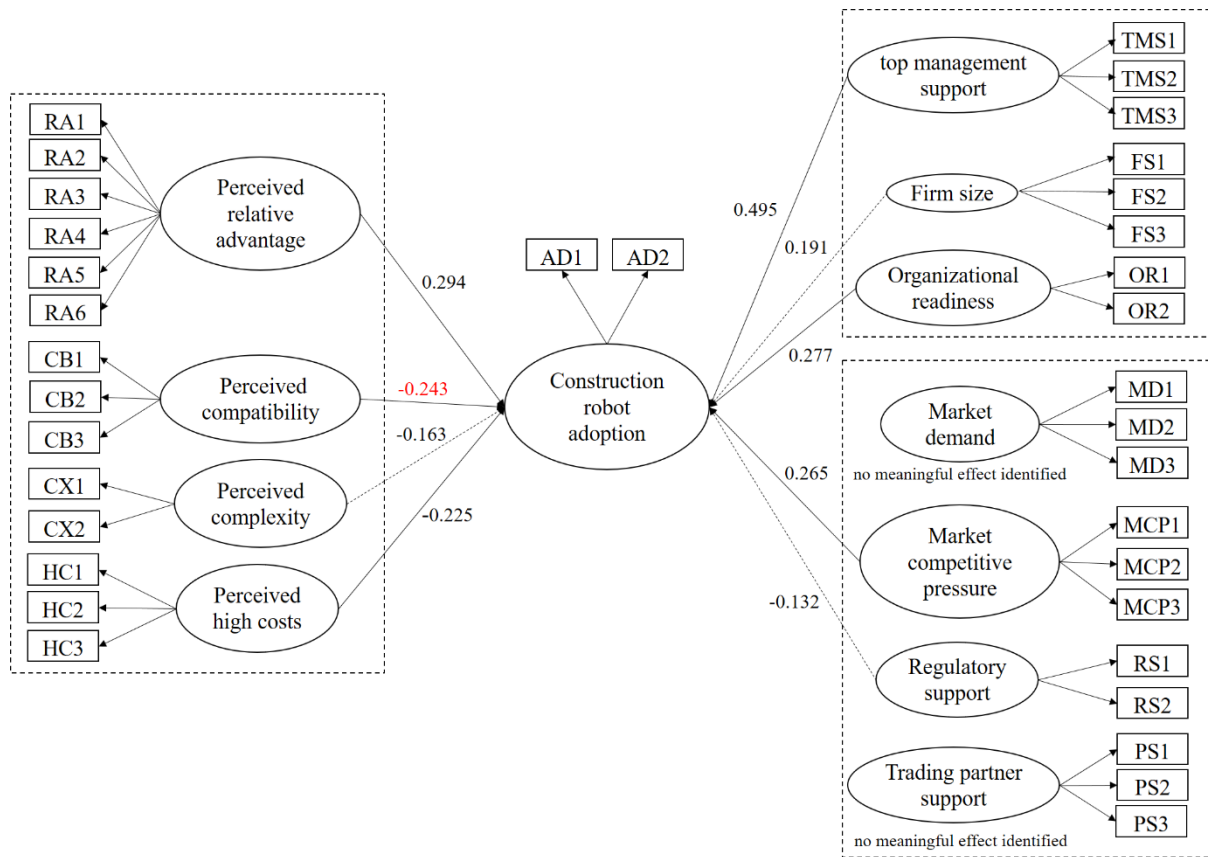 RA1
RA2
RA3
RA4
RA5
RA6
Perceived
relative
advantage
CB1
CB2
CB3
Perceived
compatibility
CX1
CX2
Perceived
complexity
HC1
HC2
HC3
Perceived
high costs
0.294
-0.243
-0.163
-0.225
AD1
AD2
Construction
robot
adoption
0.495
0.191
0.277
0.265
-0.132
top management
support
TMS1
TMS2
TMS3
Firm size
FS1
FS2
FS3
Organizational
readiness
OR1
OR2
Market
demand
no meaningful effect identified
MD1
MD2
MD3
Market
competitive
pressure
MCP1
MCP2
MCP3
Regulatory
support
RS1
RS2
Trading partner
support
no meaningful effect identified
PS1
PS2
PS3